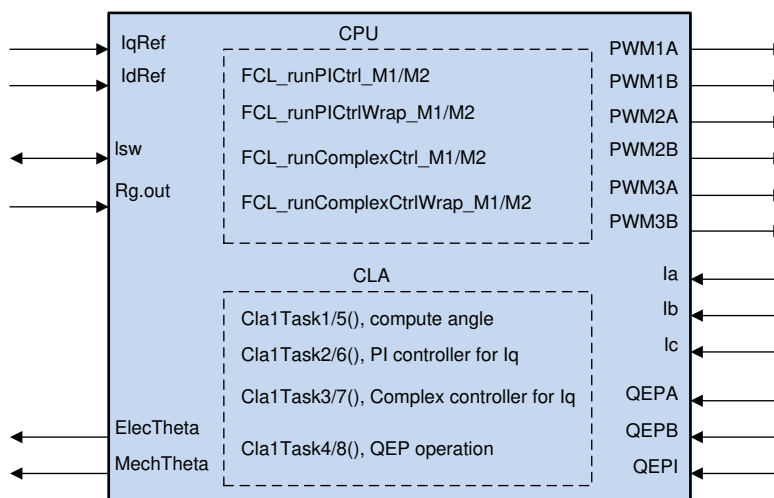 CPU
IqRef
IdRef
lsw
Rg.out
FCL_runPICtrl_M1/M2
FCL_runPICtrlWrap_M1/M2
FCL_runComplexCtrl_M1/M2
FCL_runComplexCtrlWrap_M1/M2
PWM1A
PWM1B
PWM2A
PWM2B
PWM3A
PWM3B
CLA
Cla1Task1/5(), compute angle
Cla1Task2/6(), PI controller for Iq
Cla1Task3/7(), Complex controller for Iq
Cla1Task4/8(), QEP operation
Ia
Ib
Ic
QEPA
QEPB
QEPI
ElecTheta
MechTheta